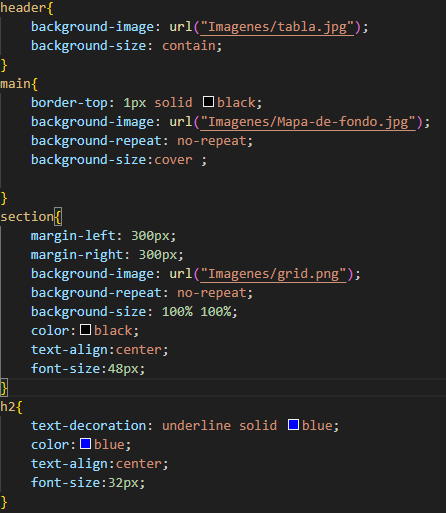 header{
    background-image: url("Imagenes/tabla.jpg");
    background-size: contain;
}
main{
    border-top: 1px solid black;
    background-image: url("Imagenes/Mapa-de-fondo.jpg");
    background-repeat: no-repeat;
    background-size:cover ;

}
section{
    margin-left: 300px;
    margin-right: 300px;
    background-image: url("Imagenes/grid.png");
    background-repeat: no-repeat;
    background-size: 100% 100%;
    color:black;
    text-align:center;
    font-size:48px;
}
h2{
    text-decoration: underline solid blue;
    color:blue;
    text-align:center;
    font-size:32px;
}